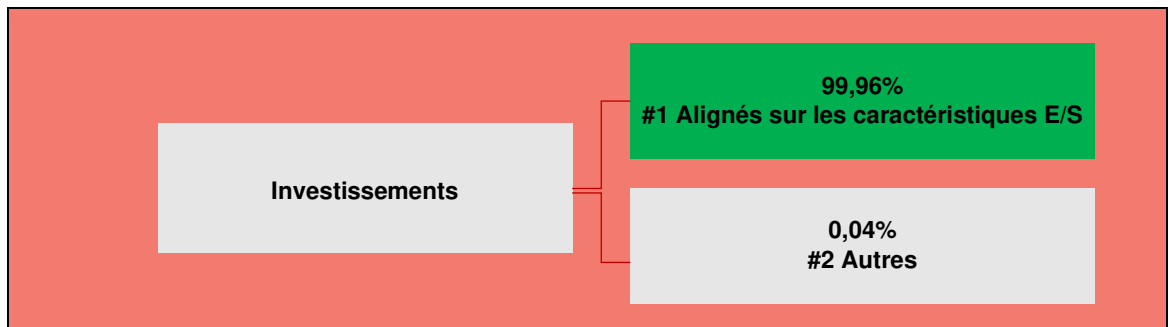 99,96%
#1 Alignés sur les caractéristiques E/S
Investissements
0,04%
#2 Autres